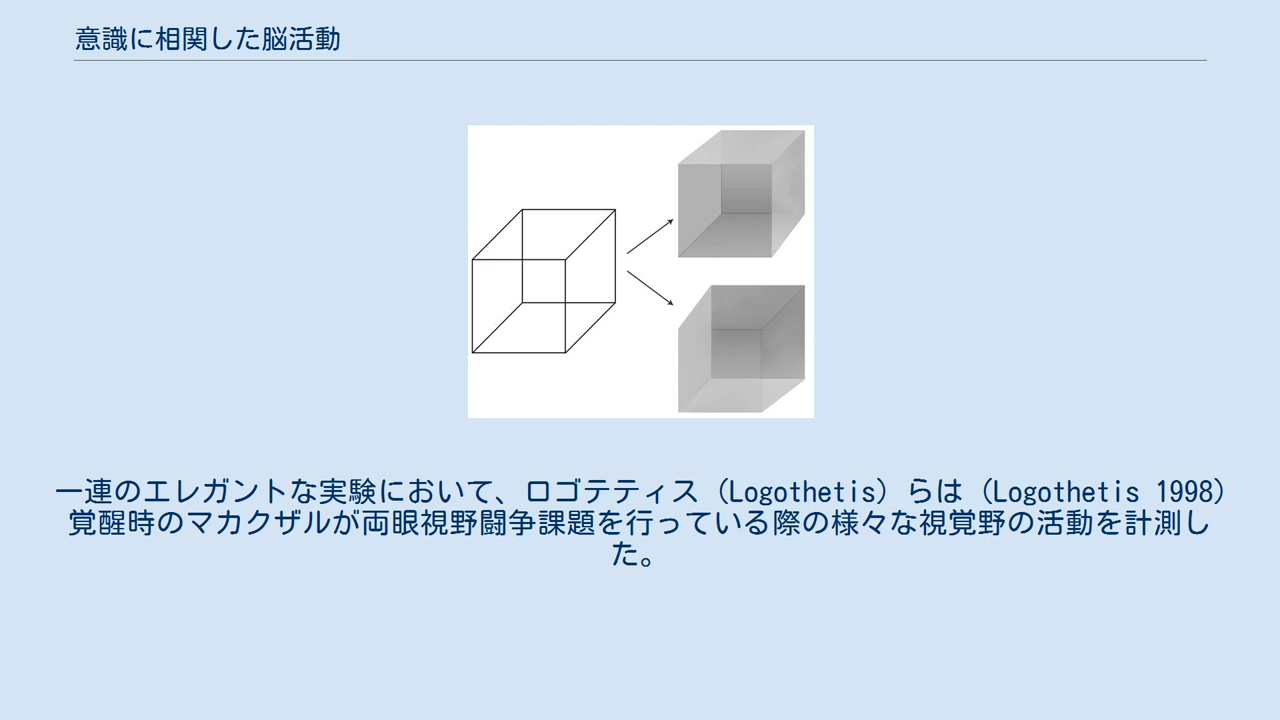 意識に相関した脳活動
一連のエレガントな実験において、ロゴテティス（Logothetis）らは（Logothetis 1998）
覚醒時のマカクザルが両眼視野闘争課題を行っている際の様々な視覚野の活動を計測し
た。